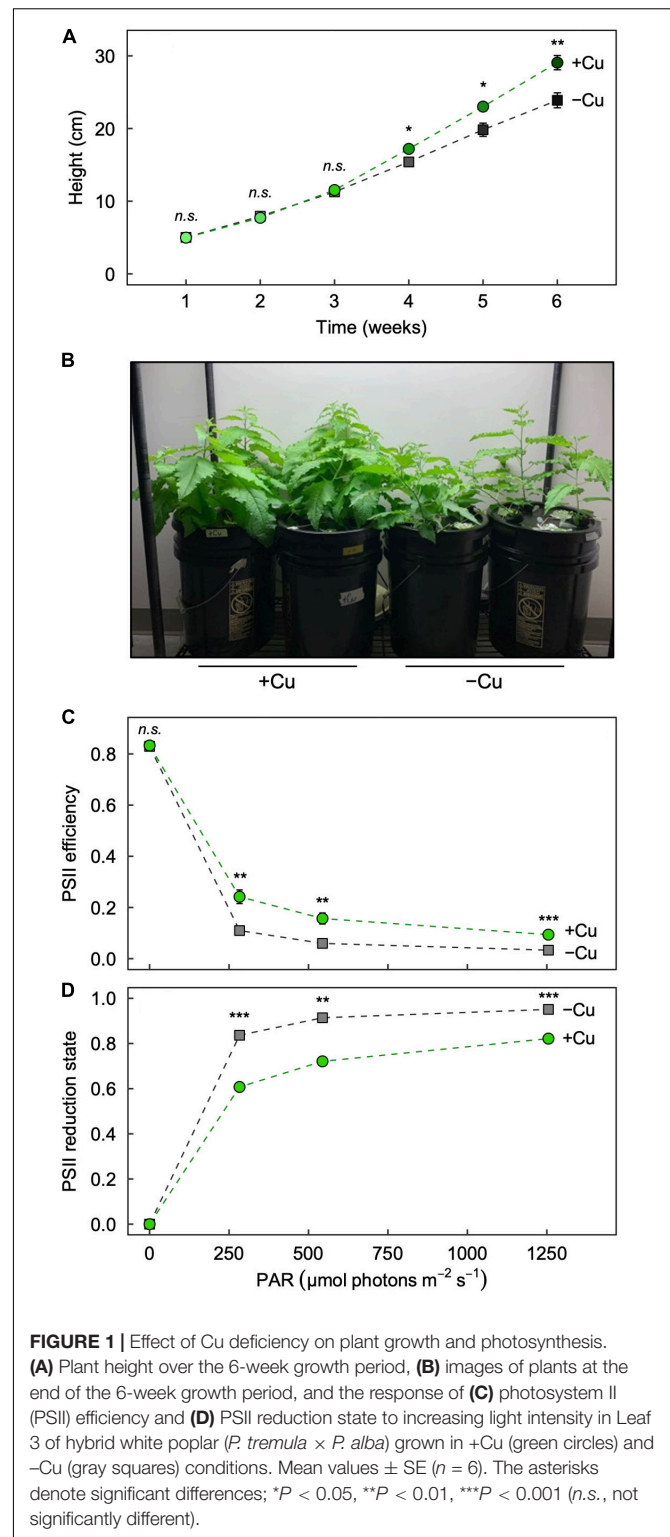 A
30
20
10
0
Height (cm)
n.s.
n.s.
n.s.
*
*
**
+Cu
−Cu
1 2 3 4 5 6
Time (weeks)
B
+Cu
+Cu −Cu
C
n.s.
0.8
0.6
0.4
0.2
0.0
PSII efficiency
**
**
***
+Cu
−Cu
D
1.0
0.8
0.6
0.4
0.2
0.0
PSII reduction state
***
**
***
−Cu
+Cu
0 250 500 750 1000 1250
PAR (μmol photons m⁻² s⁻¹)
FIGURE 1 | Effect of Cu deficiency on plant growth and photosynthesis.
(A) Plant height over the 6-week growth period, (B) images of plants at the
end of the 6-week growth period, and the response of (C) photosystem II
(PSII) efficiency and (D) PSII reduction state to increasing light intensity in Leaf
3 of hybrid white poplar (P. tremula × P. alba) grown in +Cu (green circles) and
–Cu (gray squares) conditions. Mean values ± SE (n = 6). The asterisks
denote significant differences; *P < 0.05, **P < 0.01, ***P < 0.001 (n.s., not
significantly different).